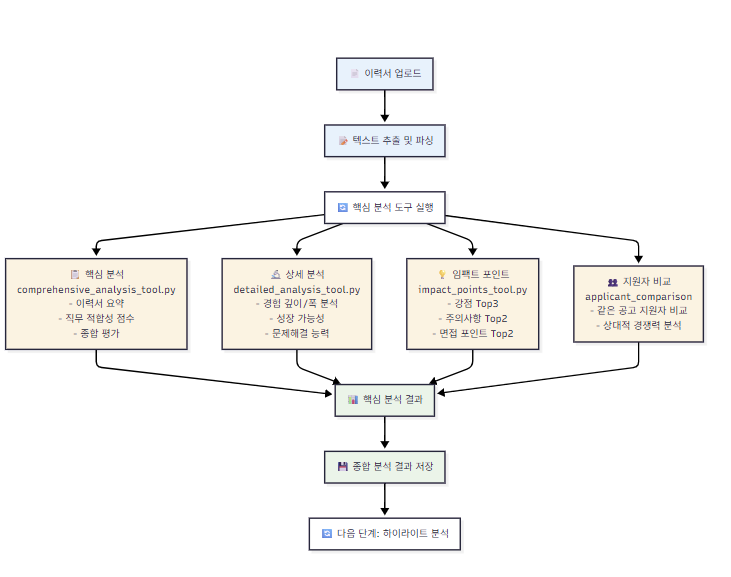 이력서 업로드
텍스트 추출 및 파싱
핵심 분석 도구 실행
핵심 분석
comprehensive_analysis_tool.py
- 이력서 요약
- 직무 적합성 점수
- 종합 평가
상세 분석
detailed_analysis_tool.py
- 경험 깊이/폭 분석
- 성장 가능성
- 문제해결 능력
임팩트 포인트
impact_points_tool.py
- 강점 Top3
- 주의사항 Top2
- 면접 포인트 Top2
지원자 비교
applicant_comparison
- 같은 공고 지원자 비교
- 상대적 경쟁력 분석
핵심 분석 결과
종합 분석 결과 저장
다음 단계: 하이라이트 분석